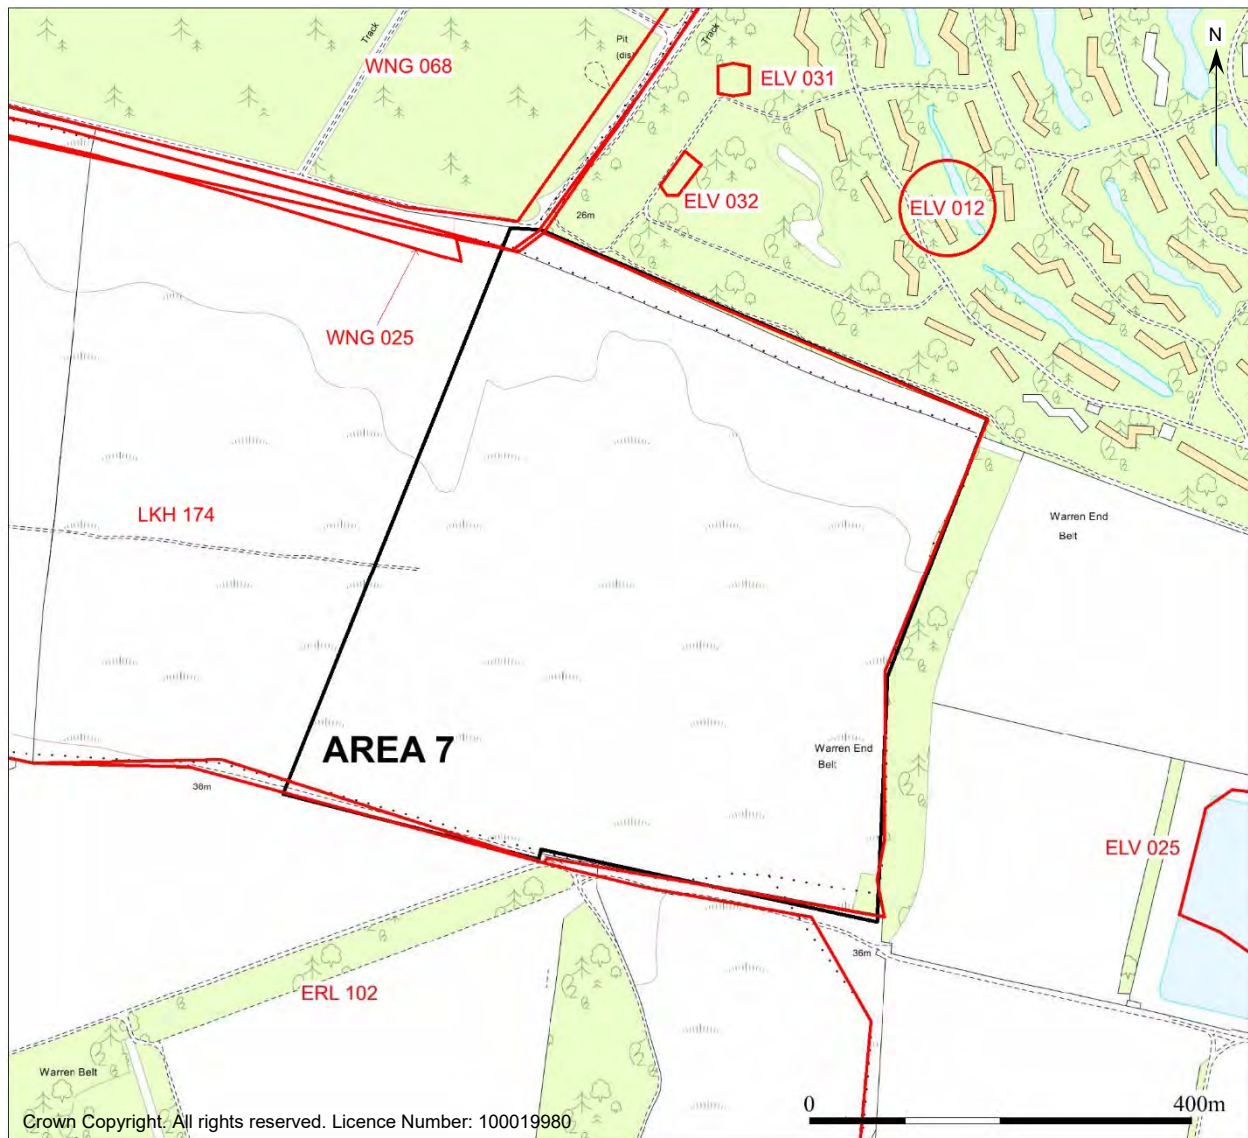 Track
Pit
(dis)
Track
N
WNG 068
ELV 031
ELV 032
26m
ELV 012
WNG 025
LKH 174
Warren End
Belt
AREA 7
Warren End
Belt
38m
ELV 025
36m
ERL 102
Warren Belt
0
400m
Crown Copyright. All rights reserved. Licence Number: 100019980